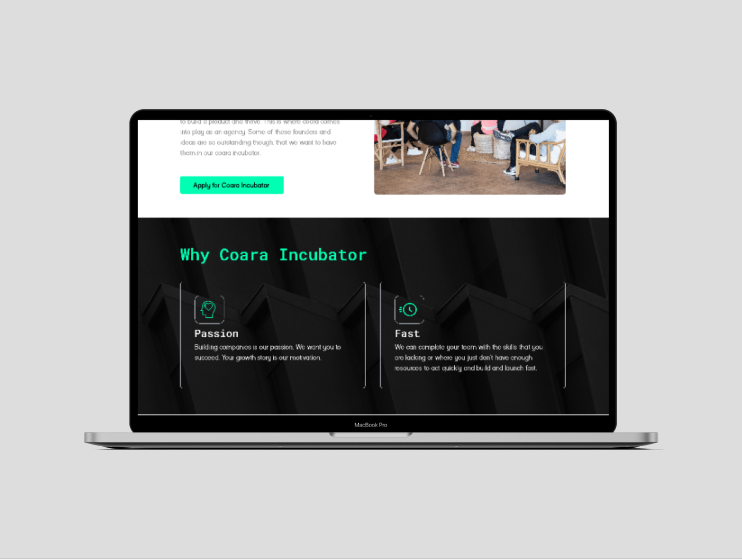 to build a product and thrive. This is where coara comes
into play as an agency. Some of these founders and
ideas are so outstanding though, that we want to have
them in our coara incubator.
Apply for Coara Incubator
Why Coara Incubator
Passion
Building companies is our passion. We want you to
succeed. Your growth story is our motivation.
Fast
We can complete your team with the skills that you
are lacking or where you just don't have enough
resources to act quickly and build and launch fast.
MacBook Pro